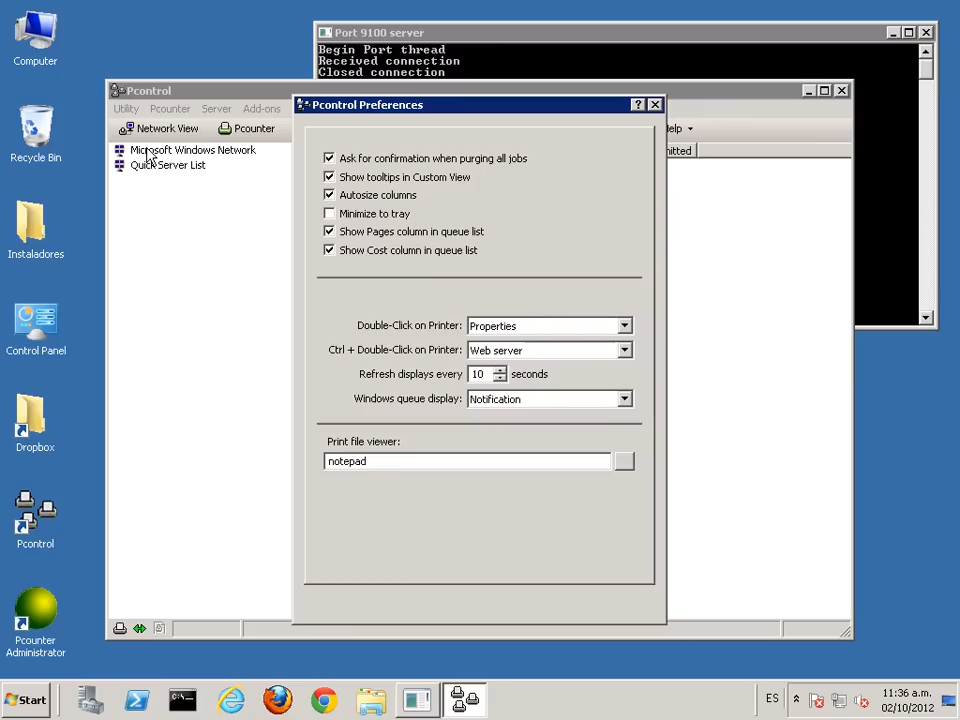 Computer
Recycle Bin
Instaladores
Control Panel
Dropbox
Pcontrol
Pcounter
Administrator
Port 9100 server
Begin Port thread
Received connection
Closed connection
Pcontrol
Utility Pcounter Server Add-ons
Network View Pcounter
Microsoft Windows Network
Quick Server List
Pcontrol Preferences
Ask for confirmation when purging all jobs
Show tooltips in Custom View
Autosize columns
Minimize to tray
Show Pages column in queue list
Show Cost column in queue list
Double-Click on Printer: Properties
Ctrl + Double-Click on Printer: Web server
Refresh displays every 10 seconds
Windows queue display: Notification
Print file viewer:
notepad
elp
mitted
Start
C:\_
ES
11:36 a.m.
02/10/2012